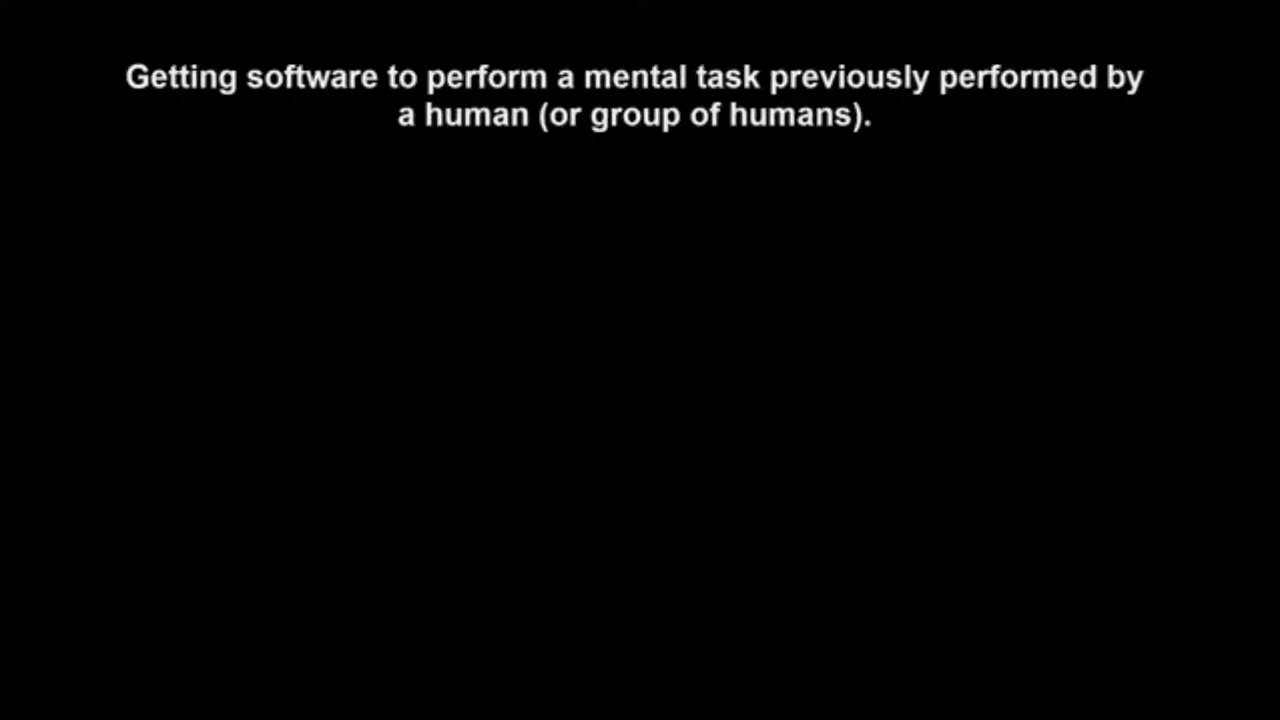 Getting software to perform a mental task previously performed by
a human (or group of humans).